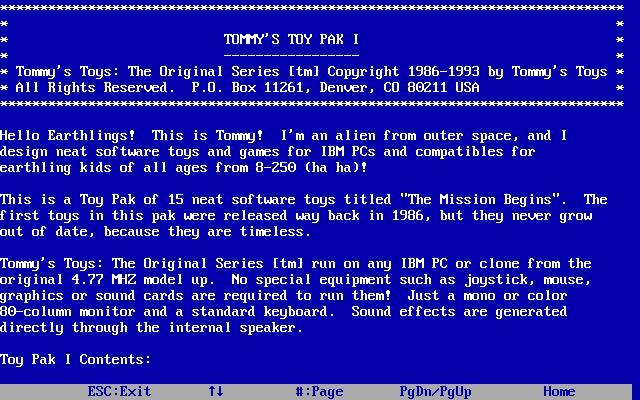 ******************************************************************************
*                                                                            *
*                           TOMMY'S TOY PAK I                                *
*                           -----------------                                *
* Tommy's Toys: The Original Series [tm] Copyright 1986-1993 by Tommy's Toys *
* All Rights Reserved.  P.O. Box 11261, Denver, CO 80211 USA                 *
******************************************************************************
Hello Earthlings!  This is Tommy!  I'm an alien from outer space, and I
design neat software toys and games for IBM PCs and compatibles for
earthling kids of all ages from 8-250 (ha ha)!
This is a Toy Pak of 15 neat software toys titled "The Mission Begins".  The
first toys in this pak were released way back in 1986, but they never grow
out of date, because they are timeless.
Tommy's Toys: The Original Series [tm] run on any IBM PC or clone from the
original 4.77 MHZ model up.  No special equipment such as joystick, mouse,
graphics or sound cards are required to run them!  Just a mono or color
80-column monitor and a standard keyboard.  Sound effects are generated
directly through the internal speaker.
Toy Pak I Contents:
ESC:Exit       ↑↓         #:Page       PgDn/PgUp         Home